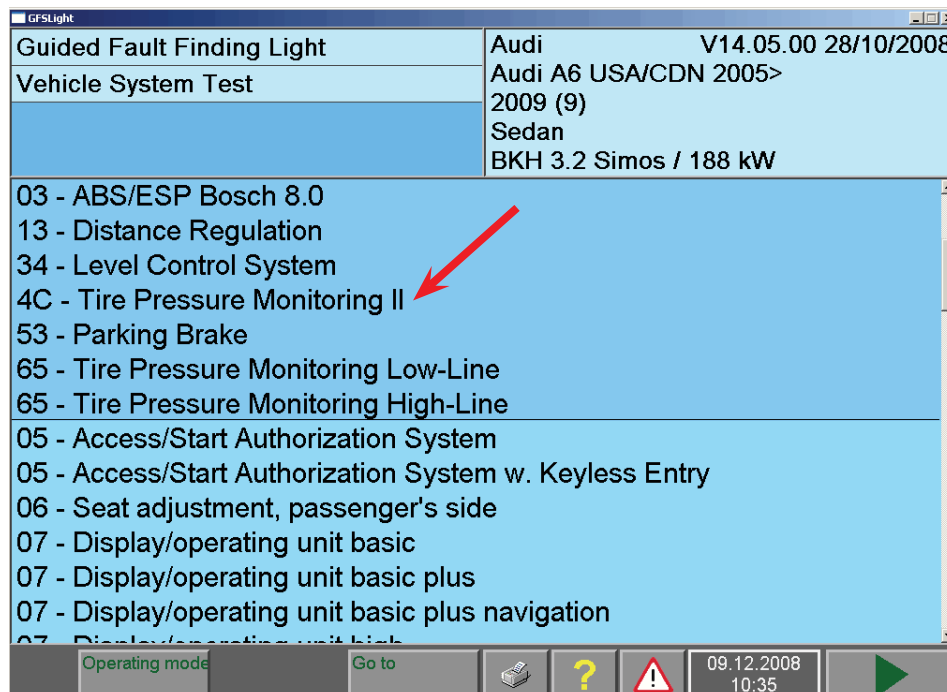 GFSLight
Guided Fault Finding Light
Vehicle System Test
Audi V14.05.00 28/10/2008
Audi A6 USA/CDN 2005>
2009 (9)
Sedan
BKH 3.2 Simos / 188 kW
03 - ABS/ESP Bosch 8.0
13 - Distance Regulation
34 - Level Control System
4C - Tire Pressure Monitoring II
53 - Parking Brake
65 - Tire Pressure Monitoring Low-Line
65 - Tire Pressure Monitoring High-Line
05 - Access/Start Authorization System
05 - Access/Start Authorization System w. Keyless Entry
06 - Seat adjustment, passenger's side
07 - Display/operating unit basic
07 - Display/operating unit basic plus
07 - Display/operating unit basic plus navigation
07 - Display/operating unit high
Operating mode
Go to
?
09.12.2008
10:35